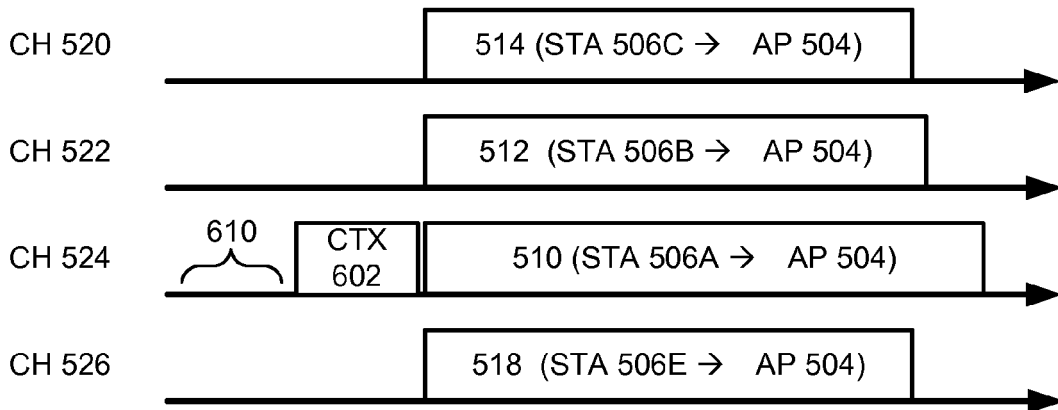 CH 520
514 (STA 506C → AP 504)
CH 522
512 (STA 506B → AP 504)
CH 524
610
CTX
602
510 (STA 506A → AP 504)
CH 526
518 (STA 506E → AP 504)